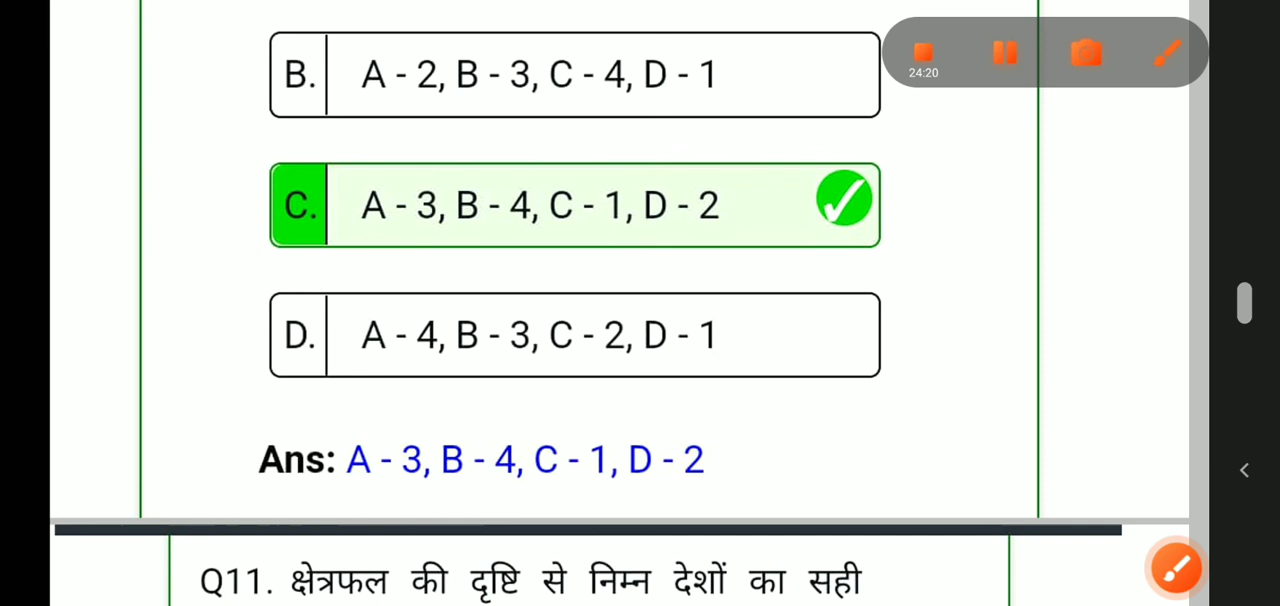 B. A - 2, B - 3, C - 4, D - 1
24:20
C. A - 3, B - 4, C - 1, D - 2
D. A - 4, B - 3, C - 2, D - 1
Ans: A - 3, B - 4, C - 1, D - 2
Q11. क्षेत्रफल की दृष्टि से निम्न देशों का सही